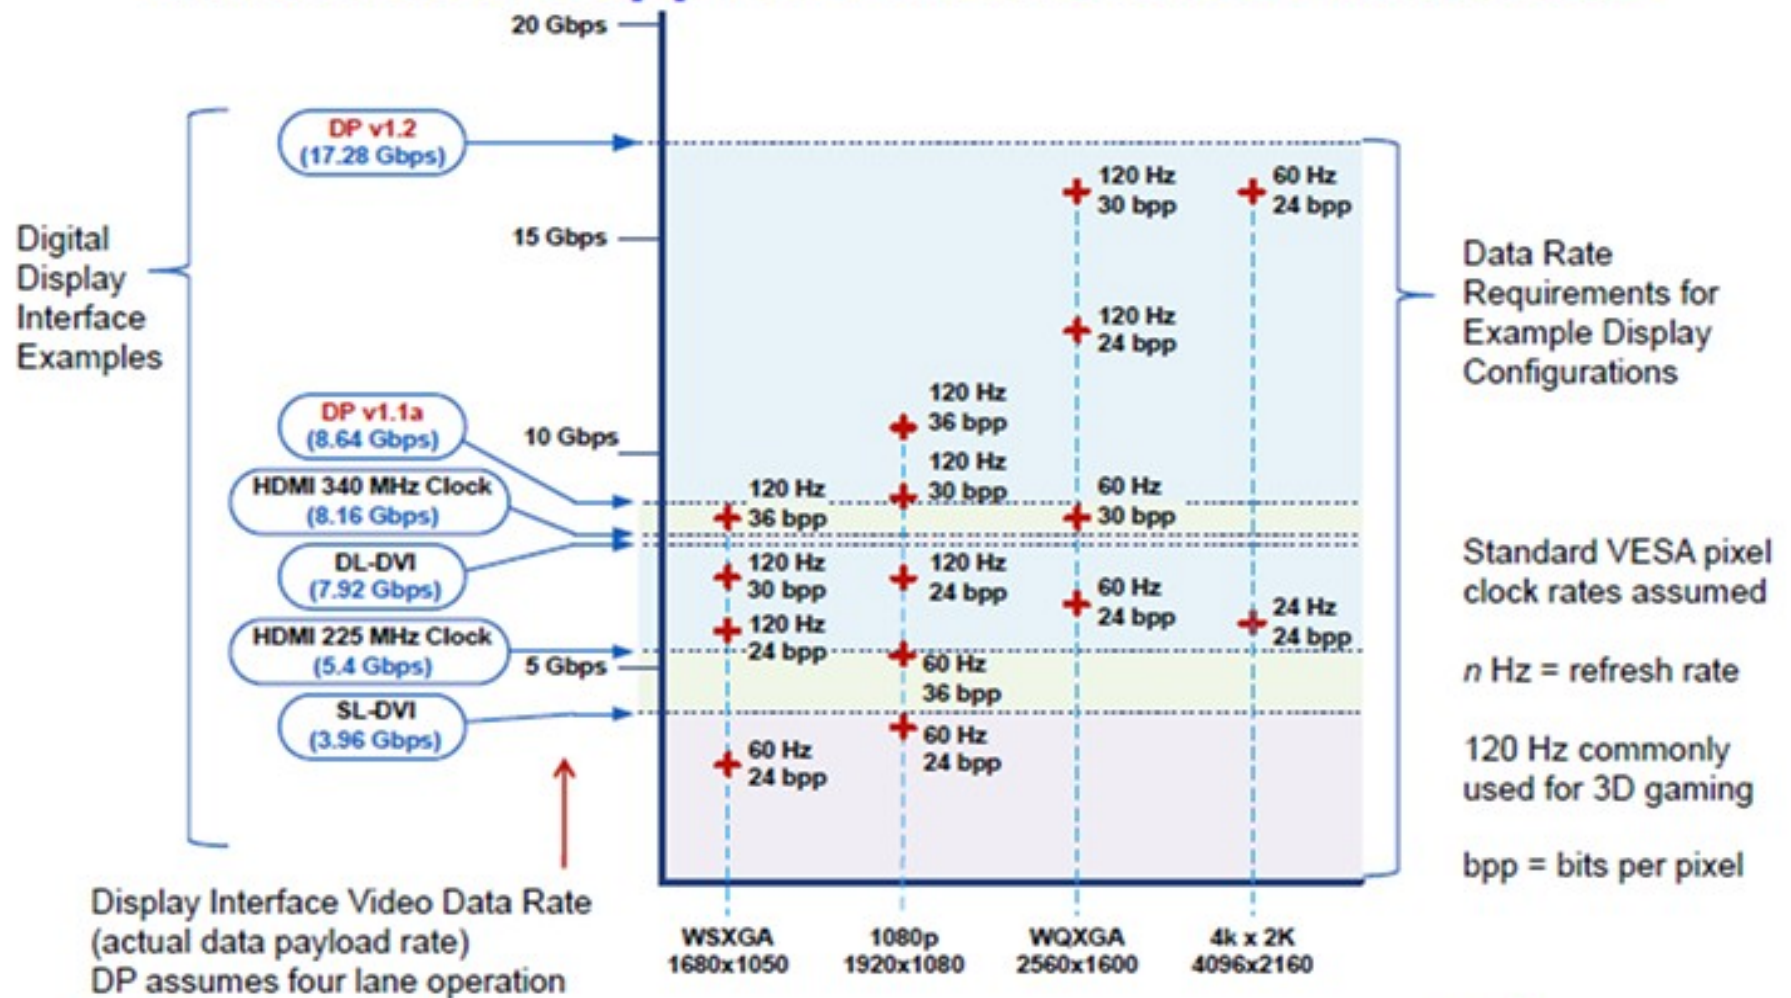 20 Gbps
DP v1.2
(17.28 Gbps)
15 Gbps
Digital
Display
Interface
Examples
DP v1.1a
(8.64 Gbps)
10 Gbps
HDMI 340 MHz Clock
(8.16 Gbps)
DL-DVI
(7.92 Gbps)
HDMI 225 MHz Clock
(5.4 Gbps)
5 Gbps
SL-DVI
(3.96 Gbps)
120 Hz
36 bpp
120 Hz
30 bpp
120 Hz
24 bpp
60 Hz
24 bpp
120 Hz
36 bpp
120 Hz
30 bpp
120 Hz
24 bpp
60 Hz
36 bpp
60 Hz
24 bpp
120 Hz
30 bpp
120 Hz
24 bpp
60 Hz
30 bpp
60 Hz
24 bpp
60 Hz
24 bpp
24 Hz
24 bpp
Data Rate
Requirements for
Example Display
Configurations
Standard VESA pixel
clock rates assumed
n Hz = refresh rate
120 Hz commonly
used for 3D gaming
bpp = bits per pixel
Display Interface Video Data Rate
(actual data payload rate)
DP assumes four lane operation
WSXGA
1680x1050
1080p
1920x1080
WQXGA
2560x1600
4k x 2K
4096x2160